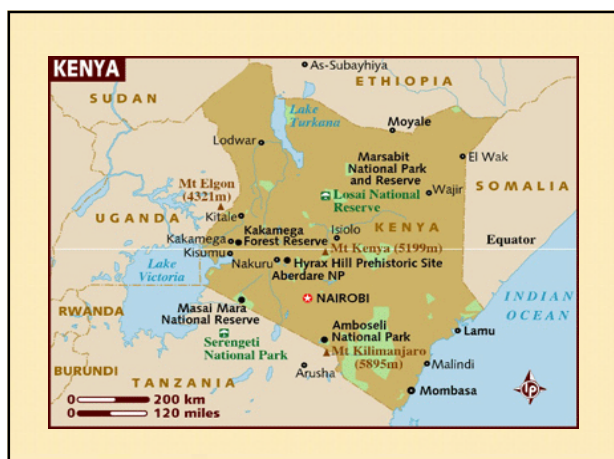 KENYA
As-Subayhiya
ETHIOPIA
SUDAN
Lake
Turkana
Moyale
Lodwar
El Wak
Marsabit
National Park
and Reserve
Mt Elgon
(4321m)
Losai National
Reserve
Wajir
SOMALIA
UGANDA
Kitale
KENYA
Kakamega
Kakamega
Forest Reserve
Isiolo
Mt Kenya (5199m)
Equator
Kisumu
Nakuru
Hyrax Hill Prehistoric Site
Aberdare NP
Lake
Victoria
NAIROBI
INDIAN
OCEAN
RWANDA
Masai Mara
National Reserve
Serengeti
National Park
Amboseli
National Park
Lamu
Mt Kilimanjaro
(5895m)
BURUNDI
Arusha
Malindi
TANZANIA
Mombasa
0 200 km
0 120 miles
lp